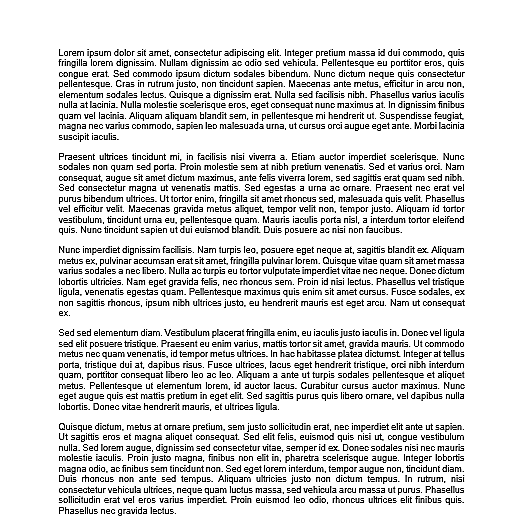 Lorem ipsum dolor sit amet, consectetur adipiscing elit. Integer pretium massa id dui commodo, quis
fringilla lorem dignissim. Nullam dignissim ac odio sed vehicula. Pellentesque eu porttitor eros, quis
congue erat. Sed commodo ipsum dictum sodales bibendum. Nunc dictum neque quis consectetur
pellentesque. Cras in rutrum justo, non tincidunt sapien. Maecenas ante metus, efficitur in arcu non,
elementum sodales lectus. Quisque a dignissim erat. Nulla sed facilisis nibh. Phasellus varius iaculis
nulla at lacinia. Nulla molestie scelerisque eros, eget consequat nunc maximus at. In dignissim finibus
quam vel lacinia. Aliquam aliquam blandit sem, in pellentesque mi hendrerit ut. Suspendisse feugiat,
magna nec varius commodo, sapien leo malesuada urna, ut cursus orci augue eget ante. Morbi lacinia
suscipit iaculis.
Praesent ultrices tincidunt mi, in facilisis nisi viverra a. Etiam auctor imperdiet scelerisque. Nunc
sodales non quam sed porta. Proin molestie sem at nibh pretium venenatis. Sed et varius orci. Nam
consequat, augue sit amet dictum maximus, ante felis viverra lorem, sed sagittis erat quam sed nibh.
Sed consectetur magna ut venenatis mattis. Sed egestas a urna ac ornare. Praesent nec erat vel
purus bibendum ultrices. Ut tortor enim, fringilla sit amet rhoncus sed, malesuada quis velit. Phasellus
vel efficitur velit. Maecenas gravida metus aliquet, tempor velit non, tempor justo. Aliquam id tortor
vestibulum, tincidunt urna eu, pellentesque quam. Mauris iaculis porta nisl, a interdum tortor eleifend
quis. Nunc tincidunt sapien ut dui euismod blandit. Duis posuere ac nisi non faucibus.
Nunc imperdiet dignissim facilisis. Nam turpis leo, posuere eget neque at, sagittis blandit ex. Aliquam
metus ex, pulvinar accumsan erat sit amet, fringilla pulvinar lorem. Quisque vitae quam sit amet massa
varius sodales a nec libero. Nulla ac turpis eu tortor vulputate imperdiet vitae nec neque. Donec dictum
lobortis ultricies. Nam eget gravida felis, nec rhoncus sem. Proin id nisi lectus. Phasellus vel tristique
ligula, venenatis egestas quam. Pellentesque maximus quis enim sit amet cursus. Fusce sodales, ex
non sagittis rhoncus, ipsum nibh ultrices justo, eu hendrerit mauris est eget arcu. Nam ut consequat
ex.
Sed sed elementum diam. Vestibulum placerat fringilla enim, eu iaculis justo iaculis in. Donec vel ligula
sed elit posuere tristique. Praesent eu enim varius, mattis tortor sit amet, gravida mauris. Ut commodo
metus nec quam venenatis, id tempor metus ultrices. In hac habitasse platea dictumst. Integer at tellus
porta, tristique dui at, dapibus risus. Fusce ultrices, lacus eget hendrerit tristique, orci nibh interdum
quam, porttitor consequat libero leo ac leo. Aliquam a ante ut turpis sodales pellentesque et aliquet
metus. Pellentesque ut elementum lorem, id auctor lacus. Curabitur cursus auctor maximus. Nunc
eget augue quis est mattis pretium in eget elit. Sed sagittis purus quis libero ornare, vel dapibus nulla
lobortis. Donec vitae hendrerit mauris, et ultrices ligula.
Quisque dictum, metus at ornare pretium, sem justo sollicitudin erat, nec imperdiet elit ante ut sapien.
Ut sagittis eros et magna aliquet consequat. Sed elit felis, euismod quis nisi ut, congue vestibulum
nulla. Sed lorem augue, dignissim sed consectetur vitae, semper id ex. Donec sodales nisi nec mauris
molestie iaculis. Proin justo magna, finibus non elit in, pharetra scelerisque augue. Integer lobortis
magna odio, ac finibus sem tincidunt non. Sed eget lorem interdum, tempor augue non, tincidunt diam.
Duis rhoncus non ante sed tempus. Aliquam ultricies justo non dictum tempus. In rutrum, nisi
consectetur vehicula ultrices, neque quam luctus massa, sed vehicula arcu massa ut purus. Phasellus
sollicitudin erat vel eros varius imperdiet. Proin euismod leo odio, rhoncus ultrices elit finibus quis.
Phasellus nec gravida lectus.